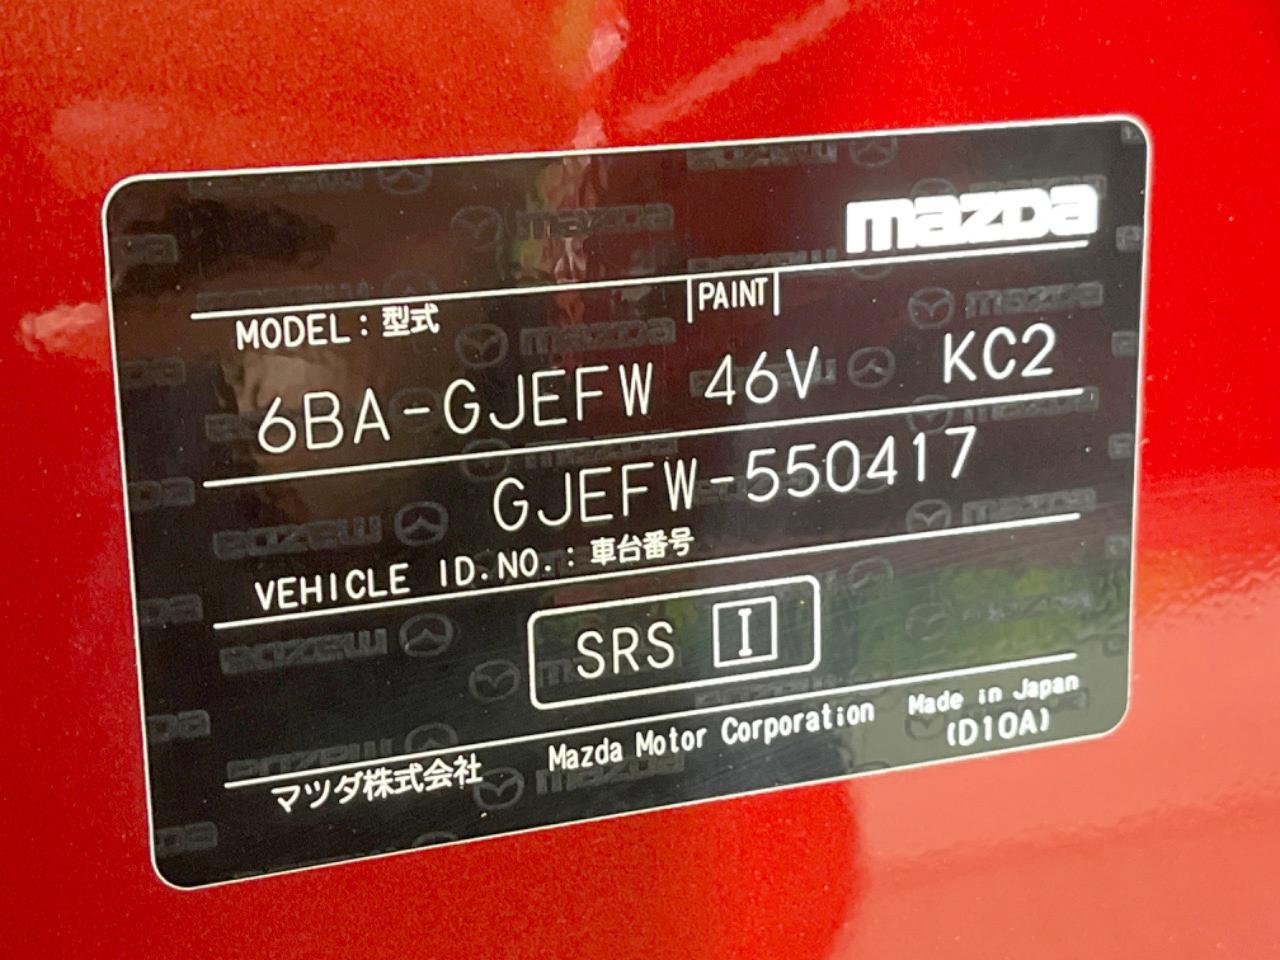 mazda
MODEL：型式 PAINT
6BA-GJEFW 46V KC2
GJEFW-550417
VEHICLE ID.NO.：車台番号
SRS I
マツダ株式会社 Mazda Motor Corporation Made in Japan
(D10A)